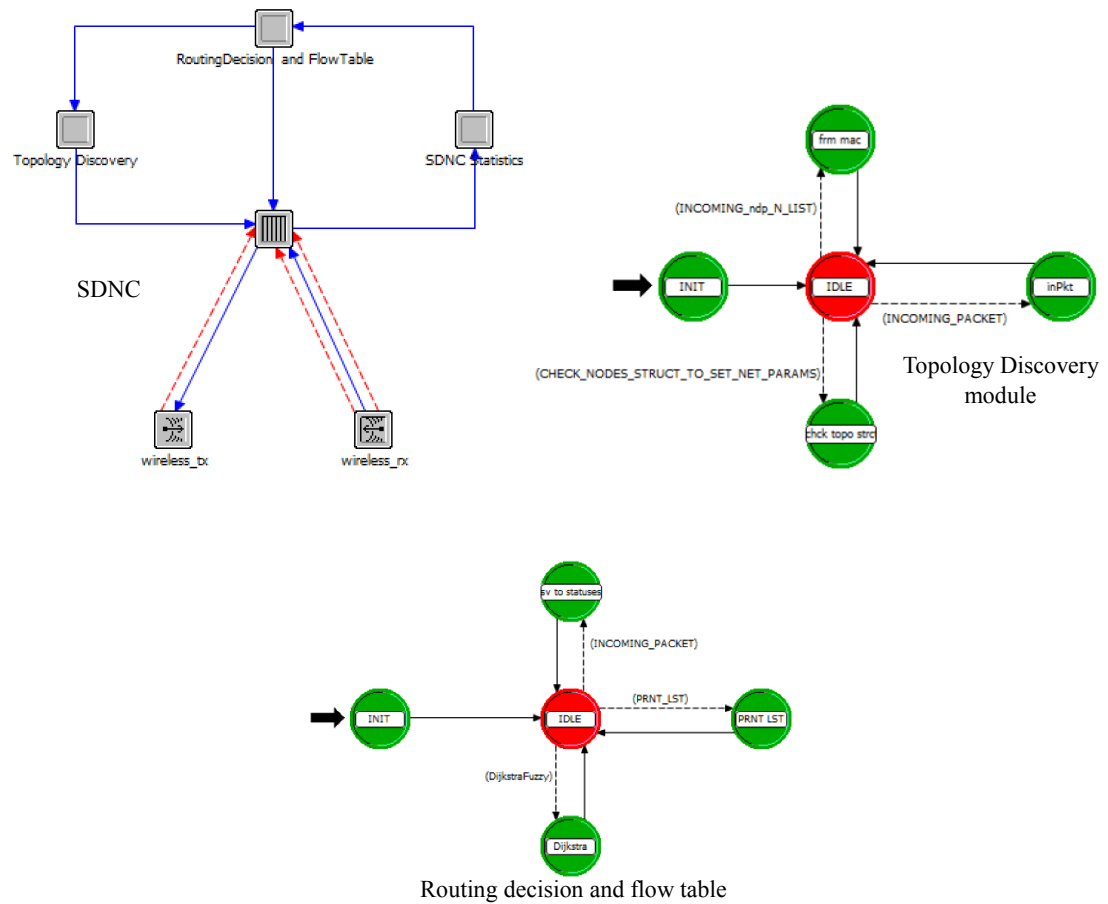 RoutingDecision and FlowTable
Topology Discovery
SDNC Statistics
SDNC
wireless_tx
wireless_rx
frm mac
(INCOMING_ndp_N_LIST)
INIT
IDLE
inPkt
(INCOMING_PACKET)
(CHECK_NODES_STRUCT_TO_SET_NET_PARAMS)
Topology Discovery
module
chck topo strct
sv to statuses
(INCOMING_PACKET)
(PRNT_LST)
INIT
IDLE
PRNT LST
(DijkstraFuzzy)
Dijkstra
Routing decision and flow table